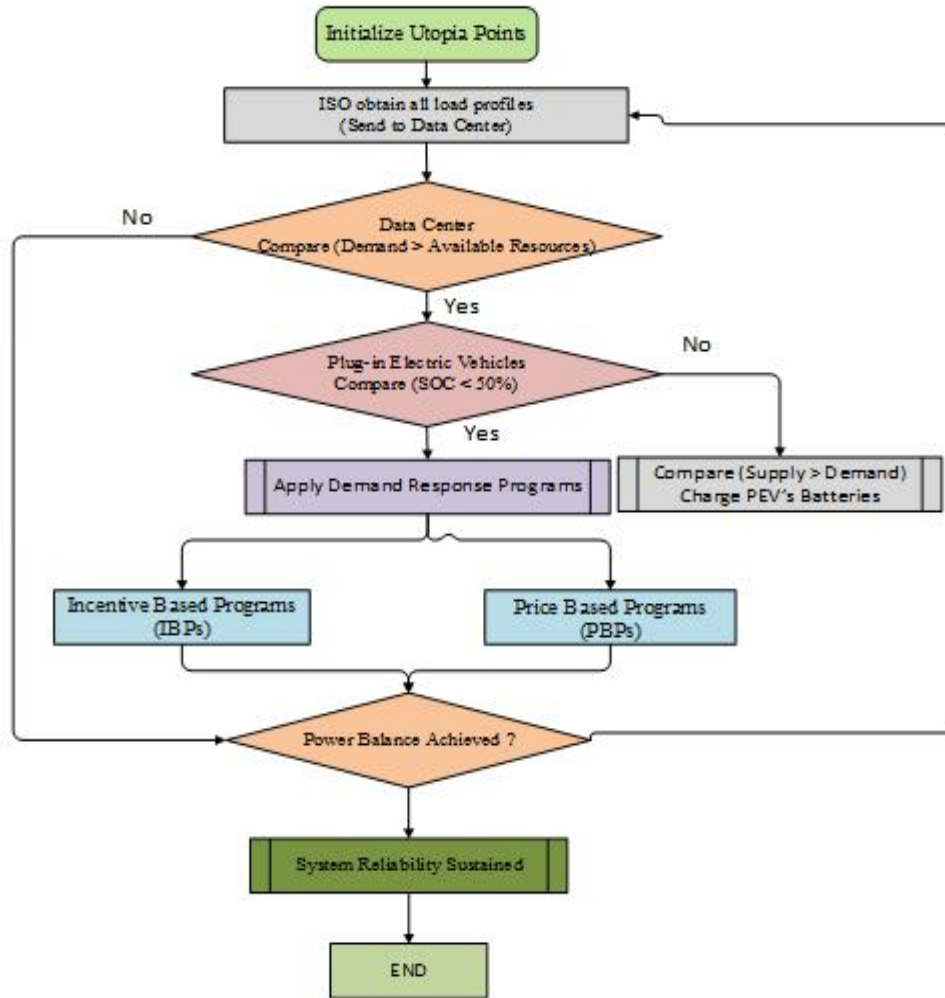 Initialize Utopia Points
ISO obtain all load profiles
(Send to Data Center)
No
Data Center
Compare (Demand > Available Resources)
Yes
Plug-in Electric Vehicles
Compare (SOC < 50%)
No
Yes
Apply Demand Response Programs
Compare (Supply > Demand)
Charge PEV's Batteries
Incentive Based Programs
(IBPs)
Price Based Programs
(PBPs)
Power Balance Achieved ?
System Reliability Sustained
END